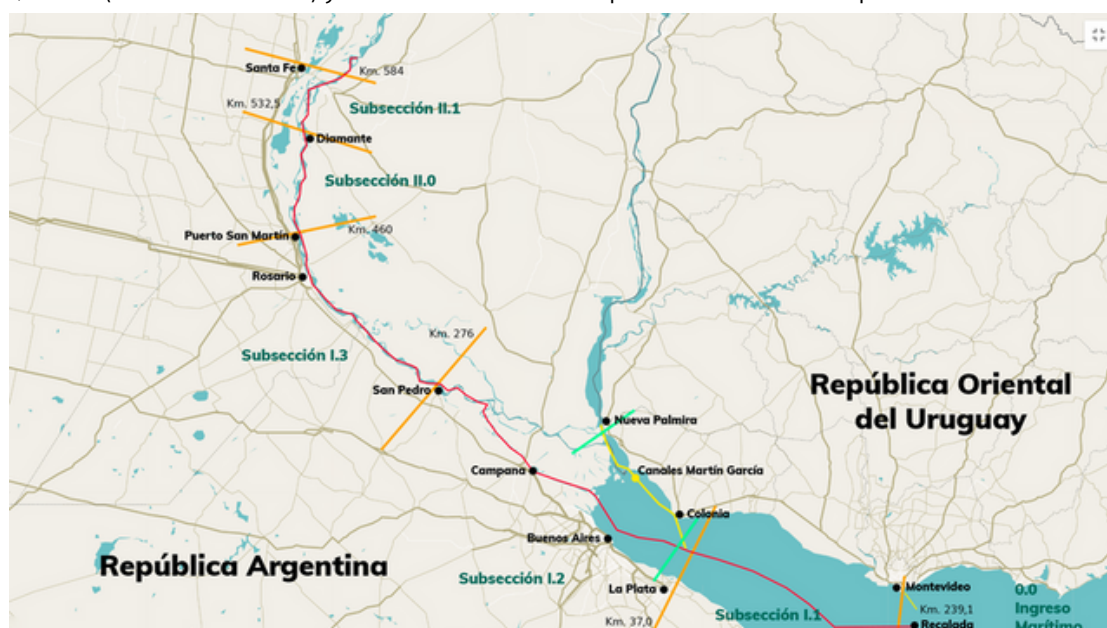 Santa Fe
Km. 584
Km. 532,5
Subsección II.1
Diamante
Subsección II.0
Puerto San Martín
Km. 460
Rosario
Km. 276
Subsección I.3
San Pedro
República Oriental
del Uruguay
Nueva Palmira
Campana
Canales Martín García
Colonia
Buenos Aires
República Argentina
Subsección I.2
La Plata
Montevideo
0.0
Ingreso
Marítimo
Km. 239,1
Subsección I.1
Km. 37,0
Recalada